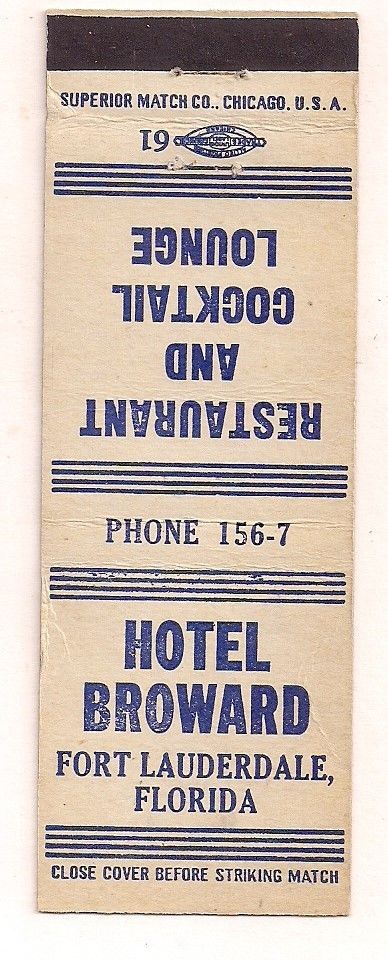 SUPERIOR MATCH CO., CHICAGO, U.S.A.
61
RESTAURANT
AND
COCKTAIL
LOUNGE
PHONE 156-7
HOTEL
BROWARD
FORT LAUDERDALE,
FLORIDA
CLOSE COVER BEFORE STRIKING MATCH